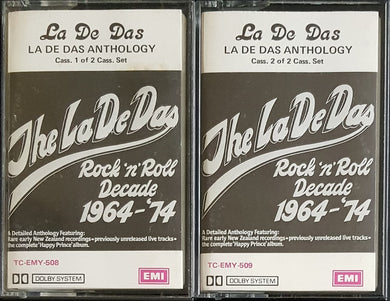 La De Das
LA DE DAS ANTHOLOGY
Cass. 1 of 2 Cass. Set
The La De Das
Rock 'n' Roll
Decade
1964-'74
A Detailed Anthology Featuring:
Rare early New Zealand recordings • previously unreleased live tracks •
the complete 'Happy Prince' album.
TC-EMY-508
DOLBY SYSTEM
EMI
La De Das
LA DE DAS ANTHOLOGY
Cass. 2 of 2 Cass. Set
The La De Das
Rock 'n' Roll
Decade
1964-'74
A Detailed Anthology Featuring:
Rare early New Zealand recordings • previously unreleased live tracks •
the complete 'Happy Prince' album.
TC-EMY-509
DOLBY SYSTEM
EMI